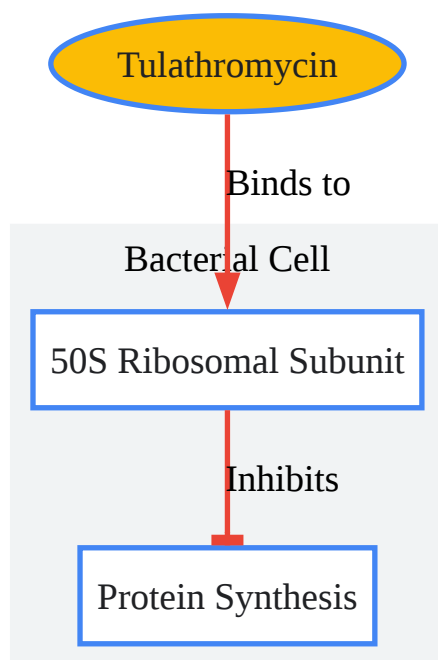 Tulathromycin
Binds to
Bacterial Cell
50S Ribosomal Subunit
Inhibits
Protein Synthesis